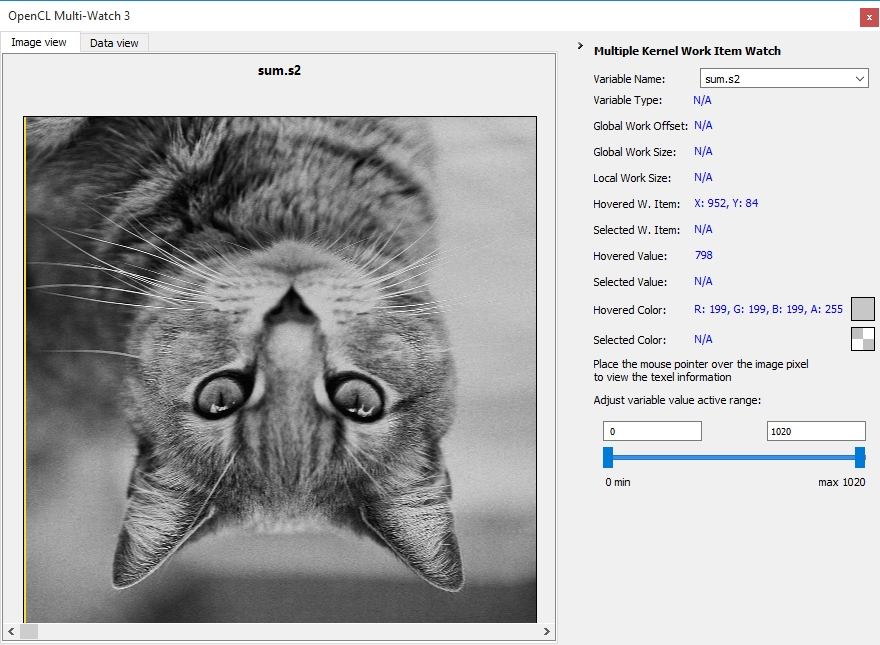 OpenCL Multi-Watch 3
x
Image view
Data view
sum.s2
Multiple Kernel Work Item Watch
Variable Name: sum.s2
Variable Type: N/A
Global Work Offset: N/A
Global Work Size: N/A
Local Work Size: N/A
Hovered W. Item: X: 952, Y: 84
Selected W. Item: N/A
Hovered Value: 798
Selected Value: N/A
Hovered Color: R: 199, G: 199, B: 199, A: 255
Selected Color: N/A
Place the mouse pointer over the image pixel
to view the texel information
Adjust variable value active range:
0 1020
0 min max 1020